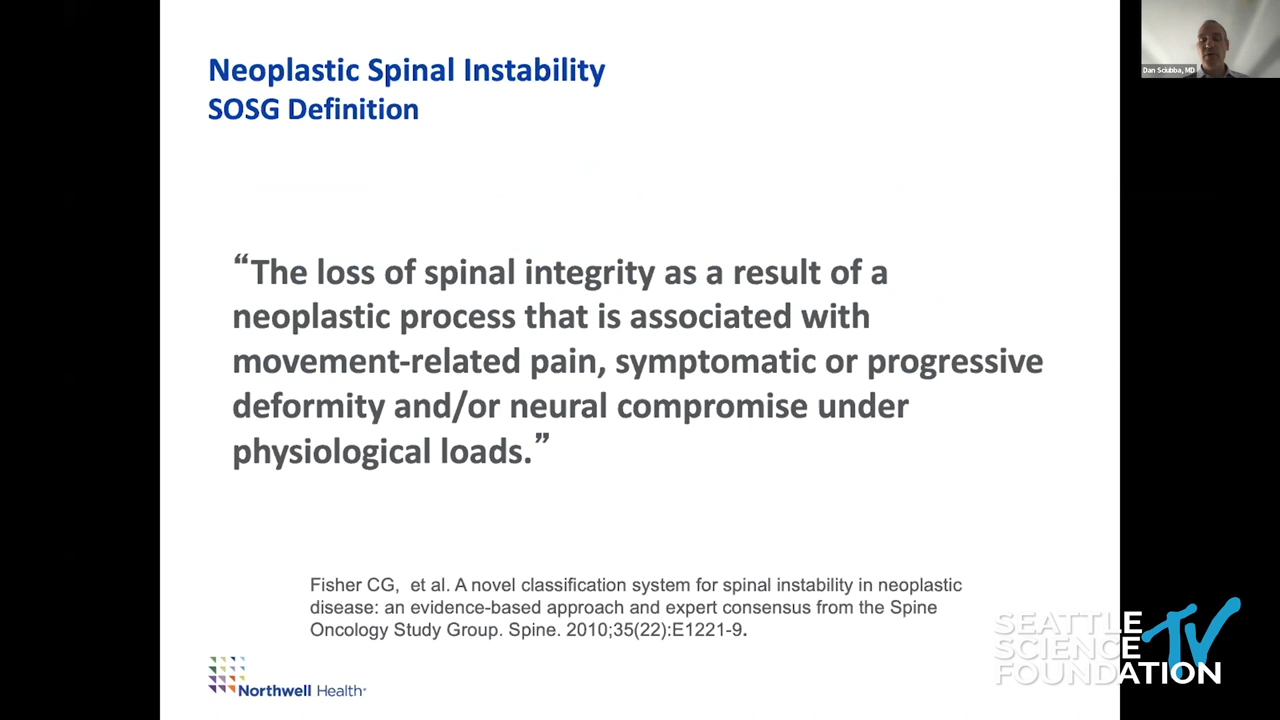 Neoplastic Spinal Instability
SOSG Definition
Dan Sciubba, MD
“The loss of spinal integrity as a result of a
neoplastic process that is associated with
movement-related pain, symptomatic or progressive
deformity and/or neural compromise under
physiological loads.”
Fisher CG, et al. A novel classification system for spinal instability in neoplastic
disease: an evidence-based approach and expert consensus from the Spine
Oncology Study Group. Spine. 2010;35(22):E1221-9.
Northwell Health
SEATTLE
SCIENCE
FOUNDATION
TV